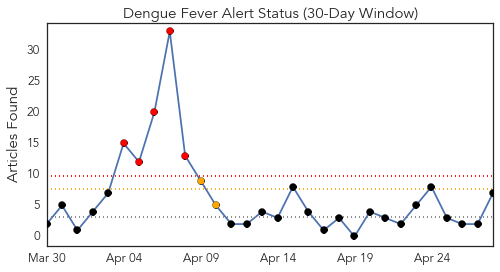 Dengue Fever Alert Status (30-Day Window)
Articles Found
30
25
20
15
10
5
0
Mar 30 Apr 04 Apr 09 Apr 14 Apr 19 Apr 24